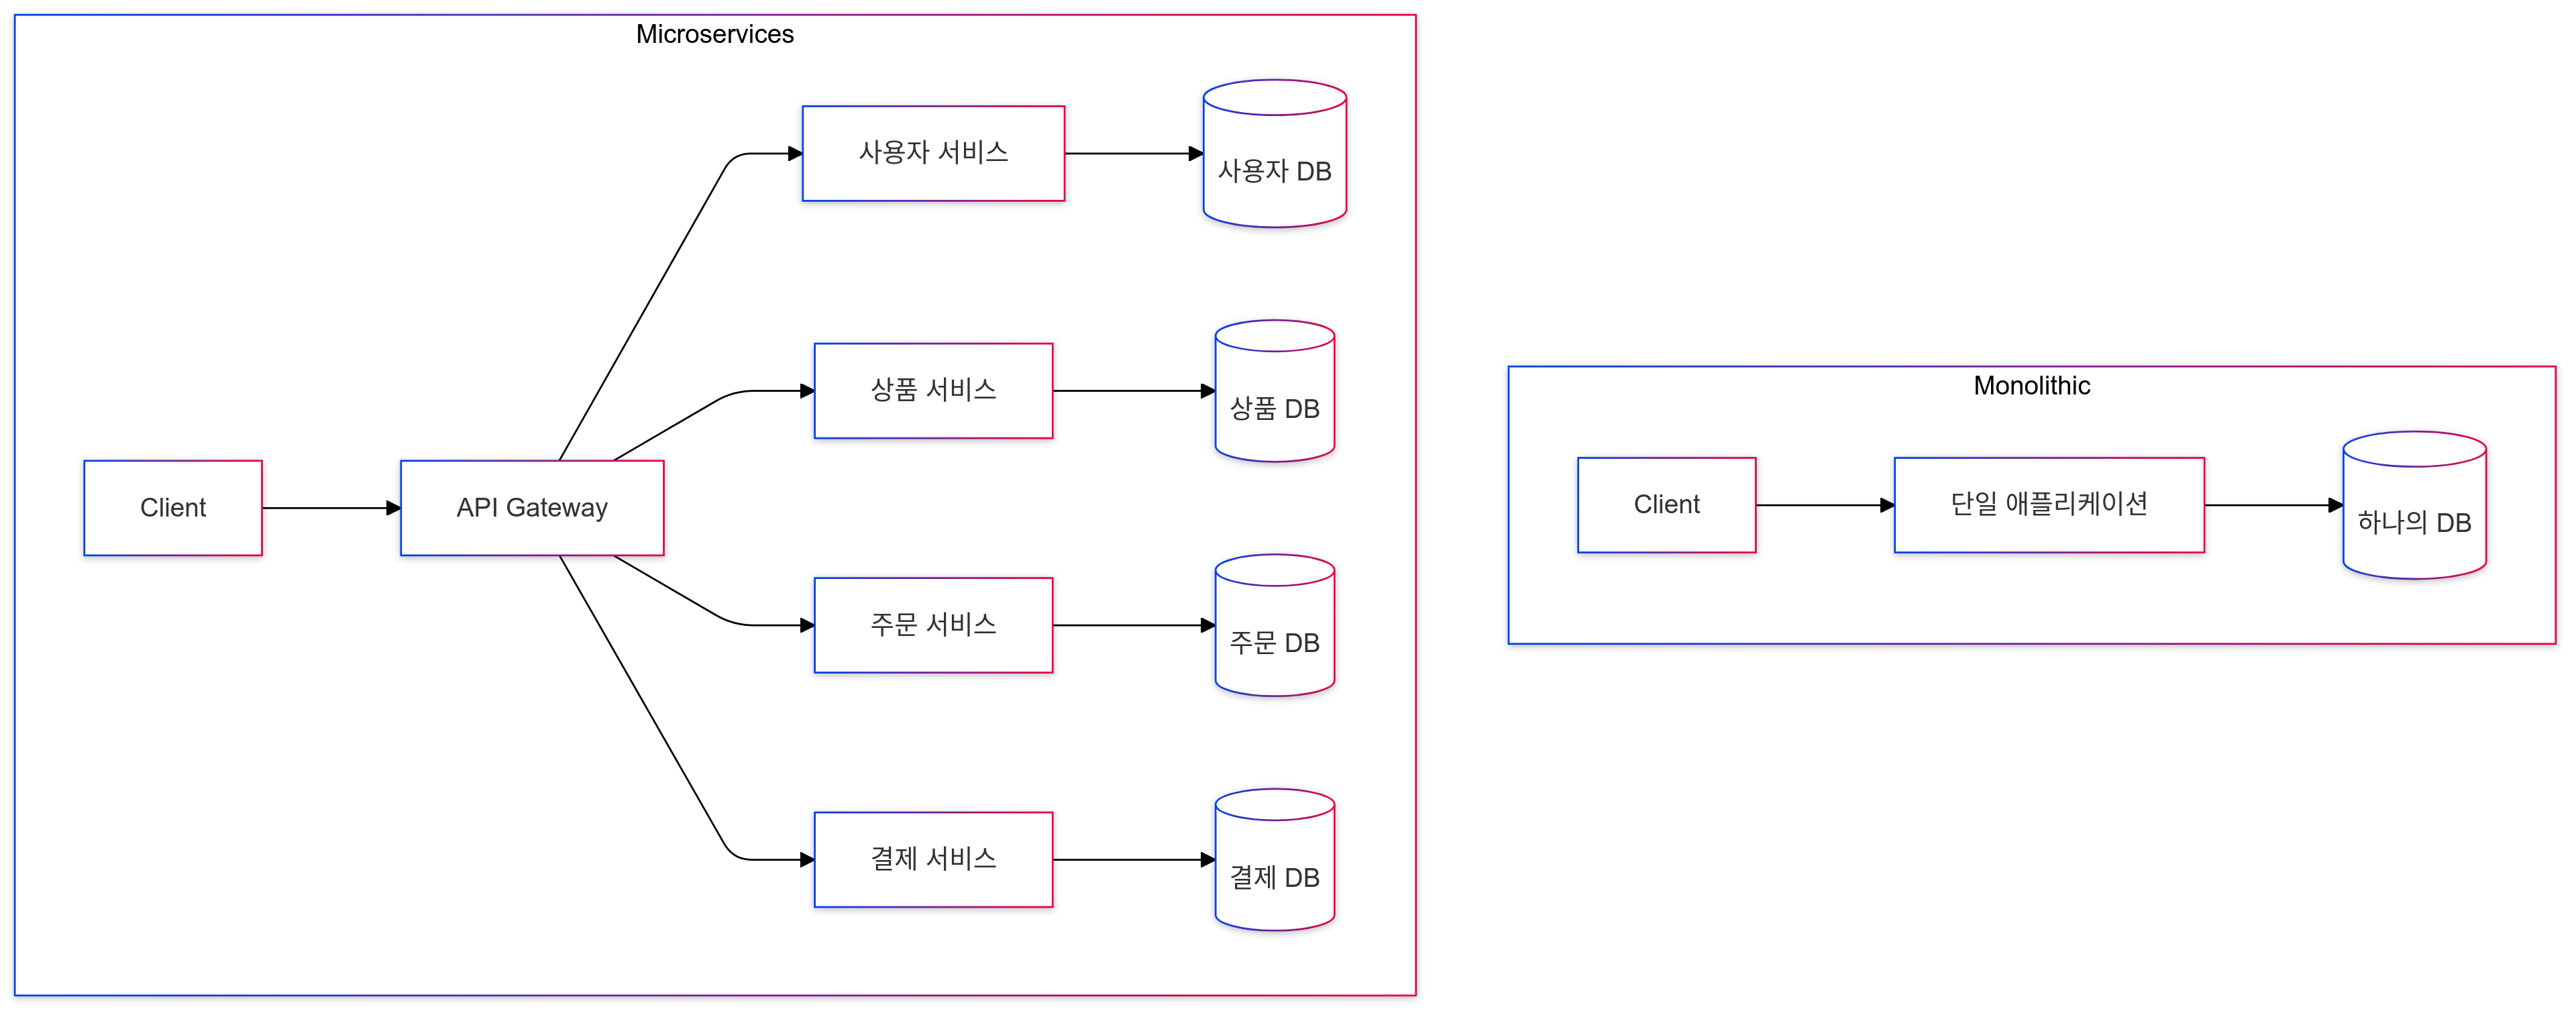 Microservices
Client
API Gateway
사용자 서비스
사용자 DB
상품 서비스
상품 DB
주문 서비스
주문 DB
결제 서비스
결제 DB
Monolithic
Client
단일 애플리케이션
하나의 DB